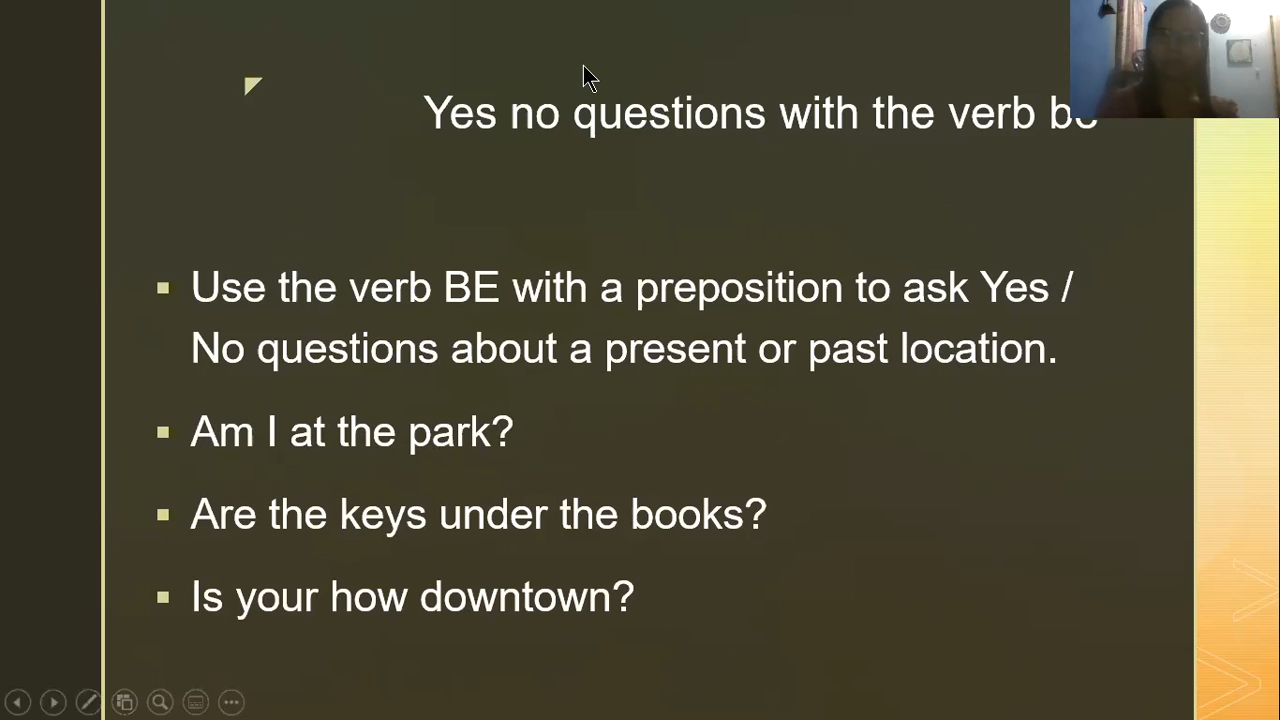 Yes no questions with the verb be
Use the verb BE with a preposition to ask Yes /
No questions about a present or past location.
Am I at the park?
Are the keys under the books?
Is your how downtown?